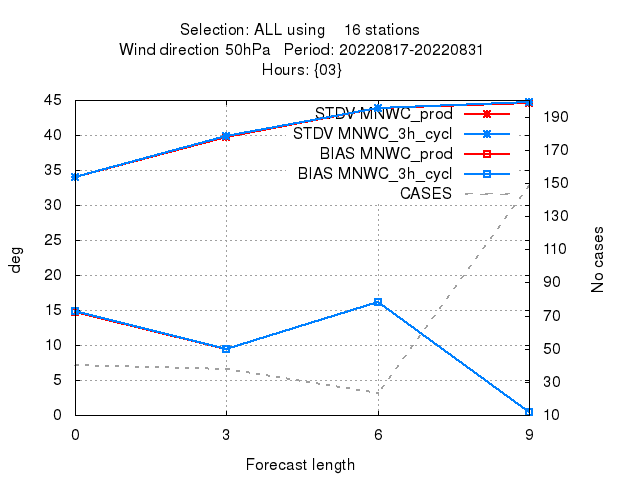 Selection: ALL using 16 stations
Wind direction 50hPa Period: 20220817-20220831
Hours: {03}
STDV MNWC_prod
STDV MNWC_3h_cycl
BIAS MNWC_prod
BIAS MNWC_3h_cycl
CASES
45
40
35
30
25
20
15
10
5
0
deg
190
170
150
130
110
90
70
50
30
10
No cases
0 3 6 9
Forecast length